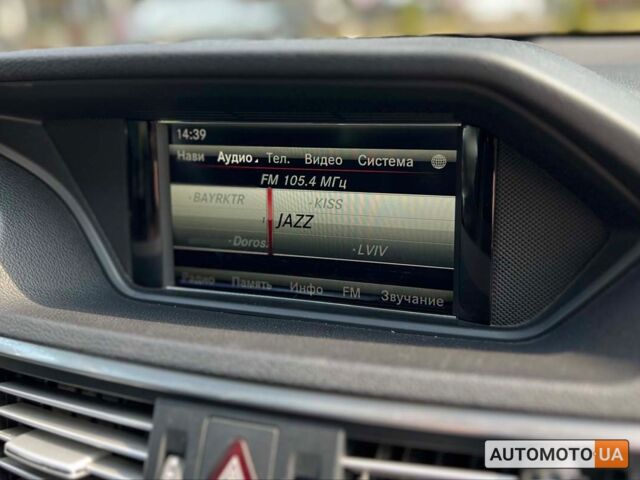 14:39
Нави Аудио Тел. Видео Система
FM 105.4 МГц
BAYRKTR KISS
JAZZ
Doros. LVIV
Радио Память Инфо FM Звучание
AUTOMOTO.UA